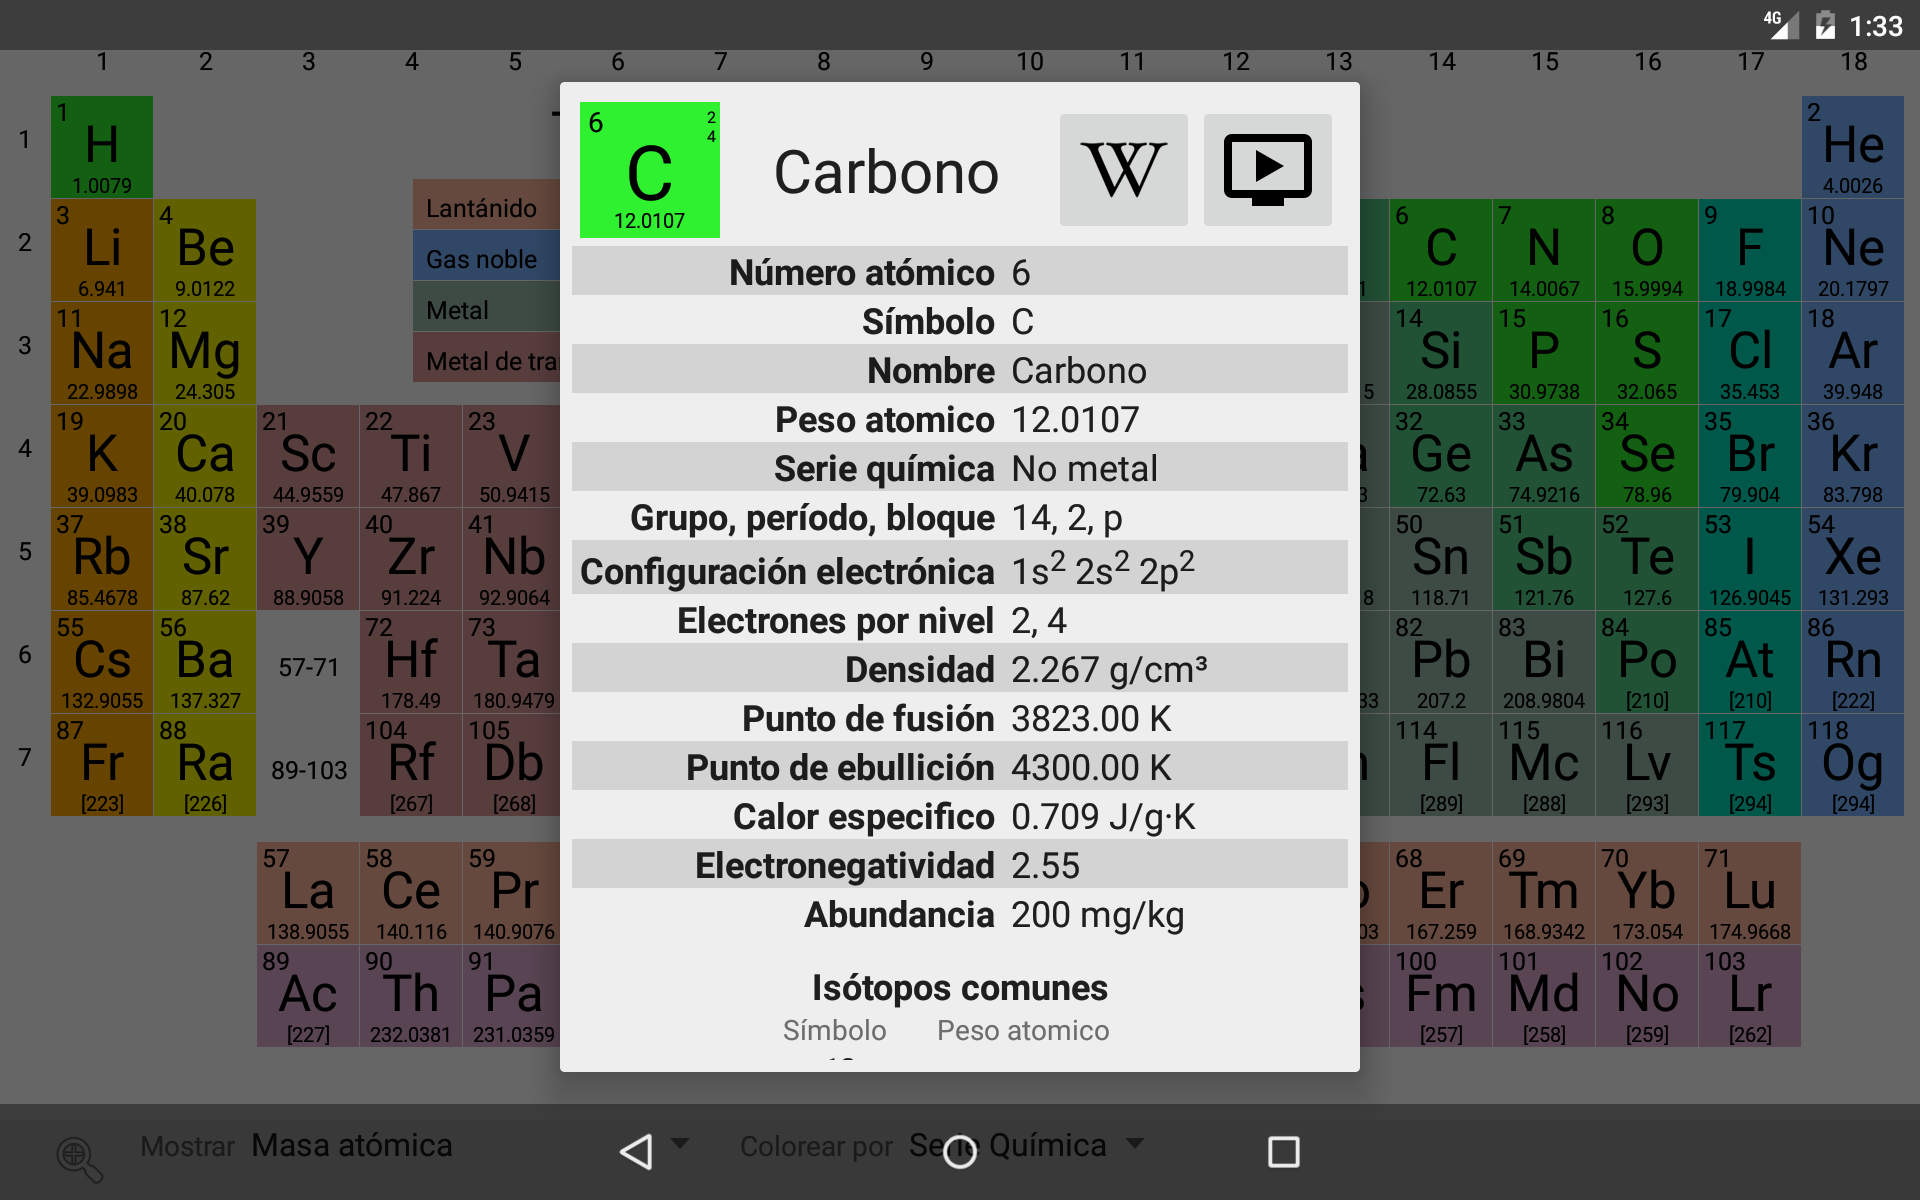 4G 1:33
1 2 3 4 5 6 7 8 9 10 11 12 13 14 15 16 17 18
1
1 H 1.0079
2 He 4.0026
2
3 Li 6.941
4 Be 9.0122
6 C 12.0107
7 N 14.0067
8 O 15.9994
9 F 18.9984
10 Ne 20.1797
3
11 Na 22.9898
12 Mg 24.305
14 Si 28.0855
15 P 30.9738
16 S 32.065
17 Cl 35.453
18 Ar 39.948
4
19 K 39.0983
20 Ca 40.078
21 Sc 44.9559
22 Ti 47.867
23 V 50.9415
32 Ge 72.63
33 As 74.9216
34 Se 78.96
35 Br 79.904
36 Kr 83.798
5
37 Rb 85.4678
38 Sr 87.62
39 Y 88.9058
40 Zr 91.224
41 Nb 92.9064
50 Sn 118.71
51 Sb 121.76
52 Te 127.6
53 I 126.9045
54 Xe 131.293
6
55 Cs 132.9055
56 Ba 137.327
57-71
72 Hf 178.49
73 Ta 180.9479
82 Pb 207.2
83 Bi 208.9804
84 Po [210]
85 At [210]
86 Rn [222]
7
87 Fr [223]
88 Ra [226]
89-103
104 Rf [267]
105 Db [268]
114 Fl [289]
115 Mc [288]
116 Lv [293]
117 Ts [294]
118 Og [294]
57 La 138.9055
58 Ce 140.116
59 Pr 140.9076
68 Er 167.259
69 Tm 168.9342
70 Yb 173.054
71 Lu 174.9668
89 Ac [227]
90 Th 232.0381
91 Pa 231.0359
100 Fm [257]
101 Md [258]
102 No [259]
103 Lr [262]
Lantánido
Gas noble
Metal
Metal de
6 2
4
C
12.0107
Carbono
W
Número atómico 6
Símbolo C
Nombre Carbono
Peso atomico 12.0107
Serie química No metal
Grupo, período, bloque 14, 2, p
Configuración electrónica 1s² 2s² 2p²
Electrones por nivel 2, 4
Densidad 2.267 g/cm³
Punto de fusión 3823.00 K
Punto de ebullición 4300.00 K
Calor especifico 0.709 J/g·K
Electronegatividad 2.55
Abundancia 200 mg/kg
Isótopos comunes
Símbolo Peso atomico
Mostrar Masa atómica Colorear por Serie Química